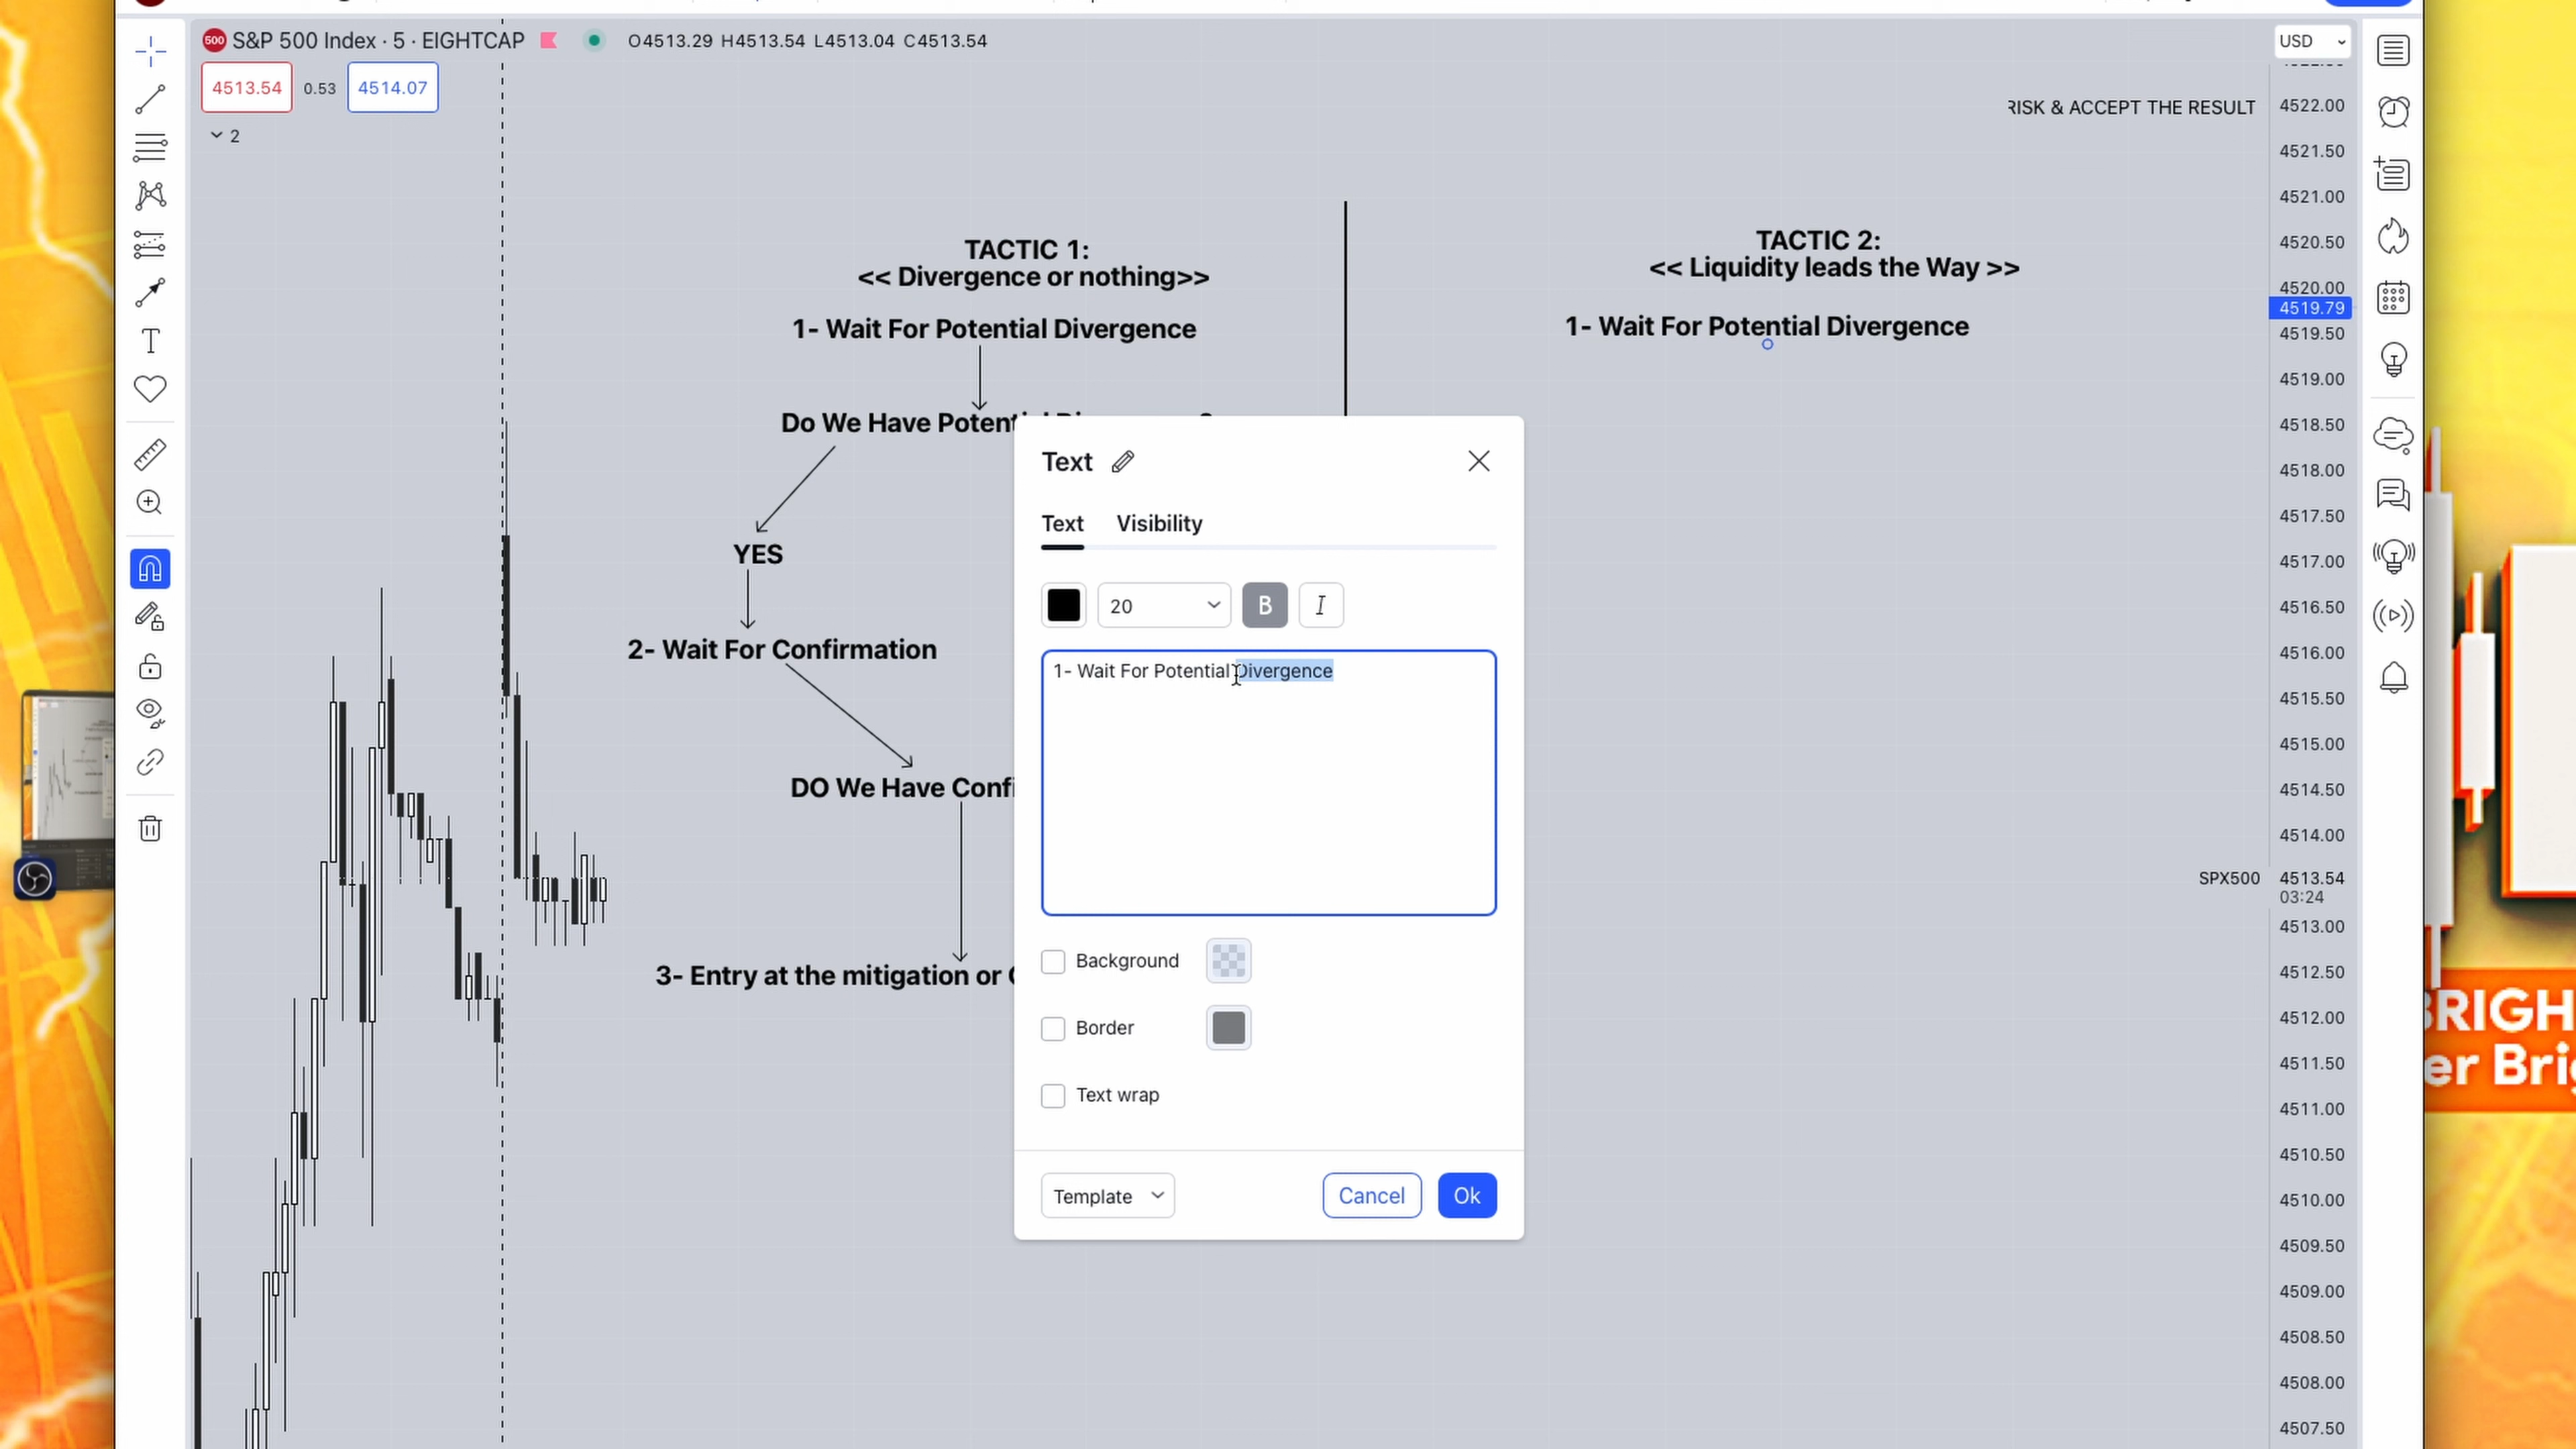 S&P 500 Index · 5 · EIGHTCAP
O4513.29 H4513.54 L4513.04 C4513.54
USD
4513.54
0.53
4514.07
2
RISK & ACCEPT THE RESULT
TACTIC 1:
<< Divergence or nothing>>
1- Wait For Potential Divergence
Do We Have
YES
2- Wait For Confirmation
DO We Have
3- Entry at the mitigation or
TACTIC 2:
<< Liquidity leads the Way >>
1- Wait For Potential Divergence
Text
Text
Visibility
20
B
I
1- Wait For Potential Divergence
Background
Border
Text wrap
Template
Cancel
Ok
4522.00
4521.50
4521.00
4520.50
4520.00
4519.79
4519.50
4519.00
4518.50
4518.00
4517.50
4517.00
4516.50
4516.00
4515.50
4515.00
4514.50
4514.00
SPX500
4513.54
03:24
4513.00
4512.50
4512.00
4511.50
4511.00
4510.50
4510.00
4509.50
4509.00
4508.50
4508.00
4507.50
500